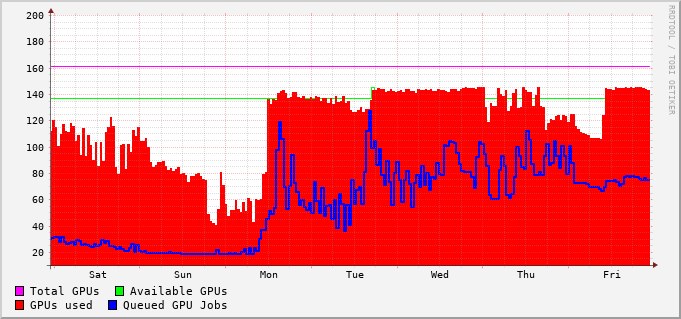 200
180
160
140
120
100
80
60
40
20
Sat Sun Mon Tue Wed Thu Fri
RRDTOOL / TOBI OETIKER
Total GPUs Available GPUs
GPUs used Queued GPU Jobs